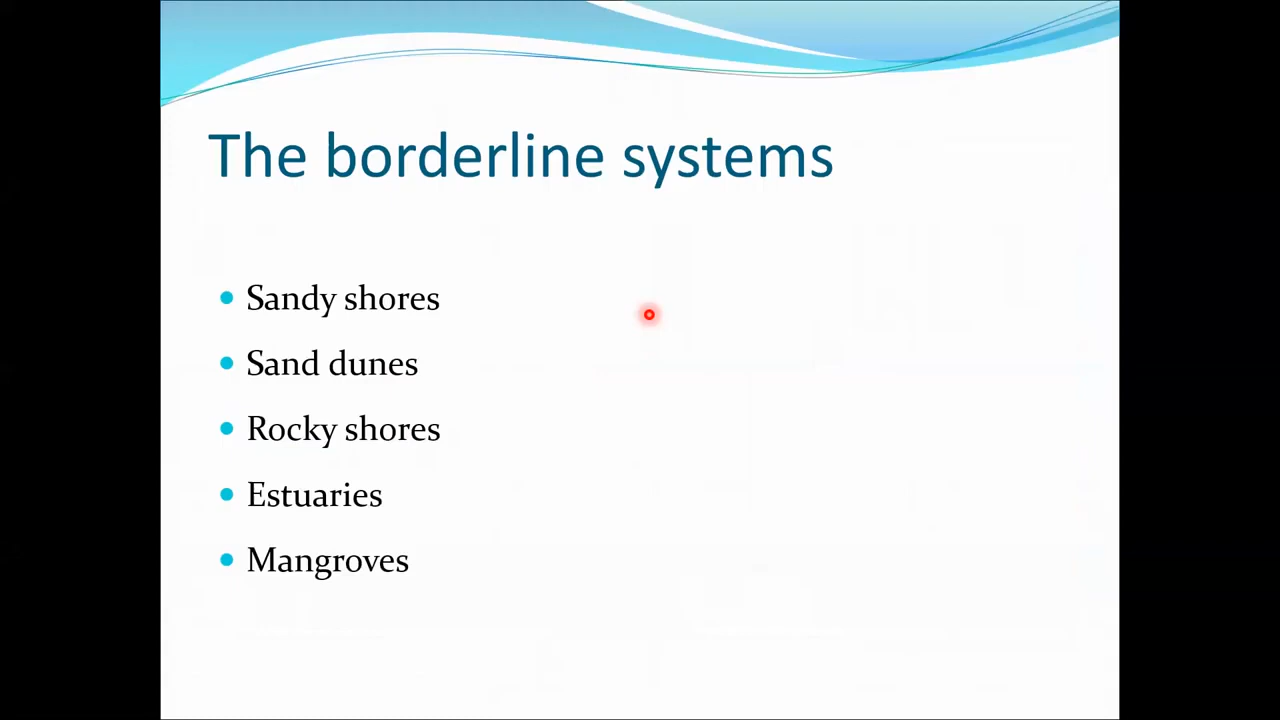 The borderline systems
Sandy shores
Sand dunes
Rocky shores
Estuaries
Mangroves